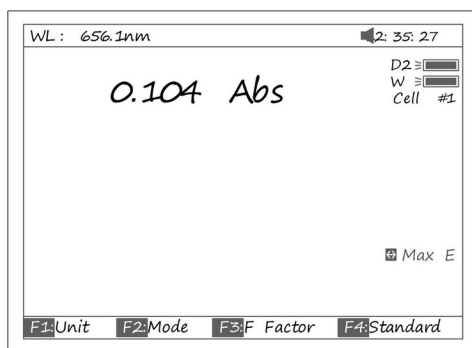 WL: 656.1nm 2:35:27
0.104 Abs
D2
W
Cell #1
Max E
F1:Unit F2:Mode F3:F Factor F4:Standard